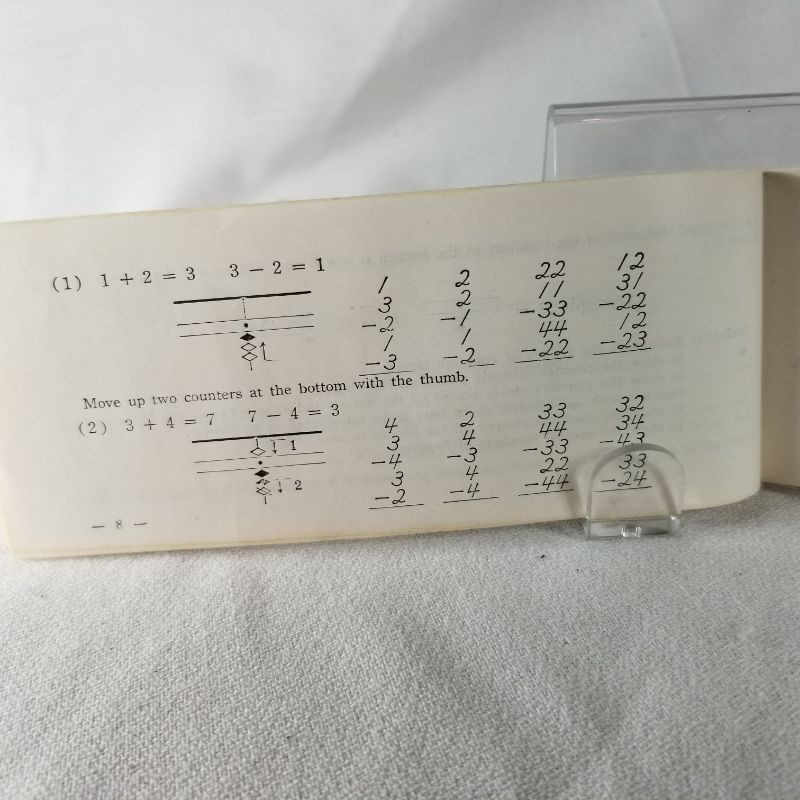 (1) 1 + 2 = 3 3 − 2 = 1
1 2 22 12
3 2 11 31
−2 −1 −33 −22
1 1 44 12
−3 −2 −22 −23
Move up two counters at the bottom with the thumb.
(2) 3 + 4 = 7 7 − 4 = 3
4 2 33 32
3 4 44 34
−4 −3 −33 −43
3 4 22 33
−2 −4 −44 −24
1
2
— 8 —